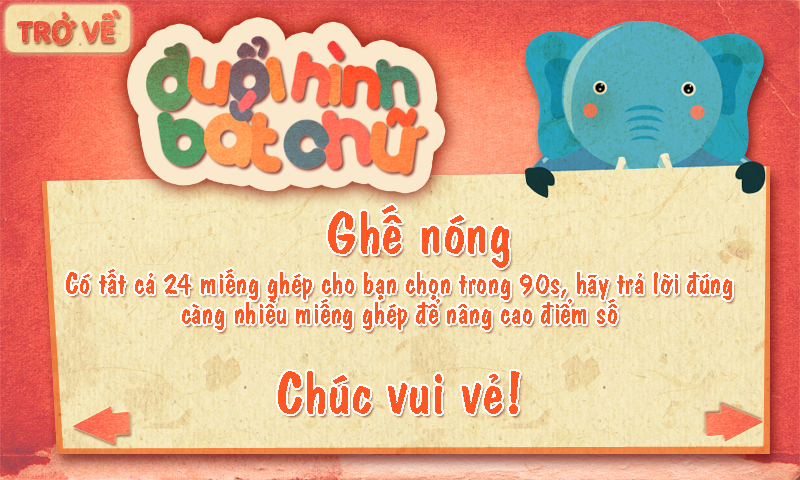 TRỞ VỀ
đuổi hình
bắt chữ
Ghế nóng
Có tất cả 24 miếng ghép cho bạn chọn trong 90s, hãy trả lời đúng
càng nhiều miếng ghép để nâng cao điểm số
Chúc vui vẻ!